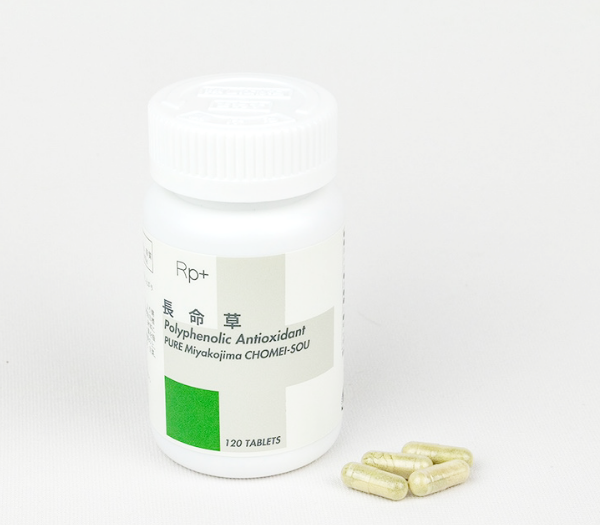 Rp+
長命草
Polyphenolic Antioxidant
PURE Miyakojima CHOMEI-SOU
120 TABLETS